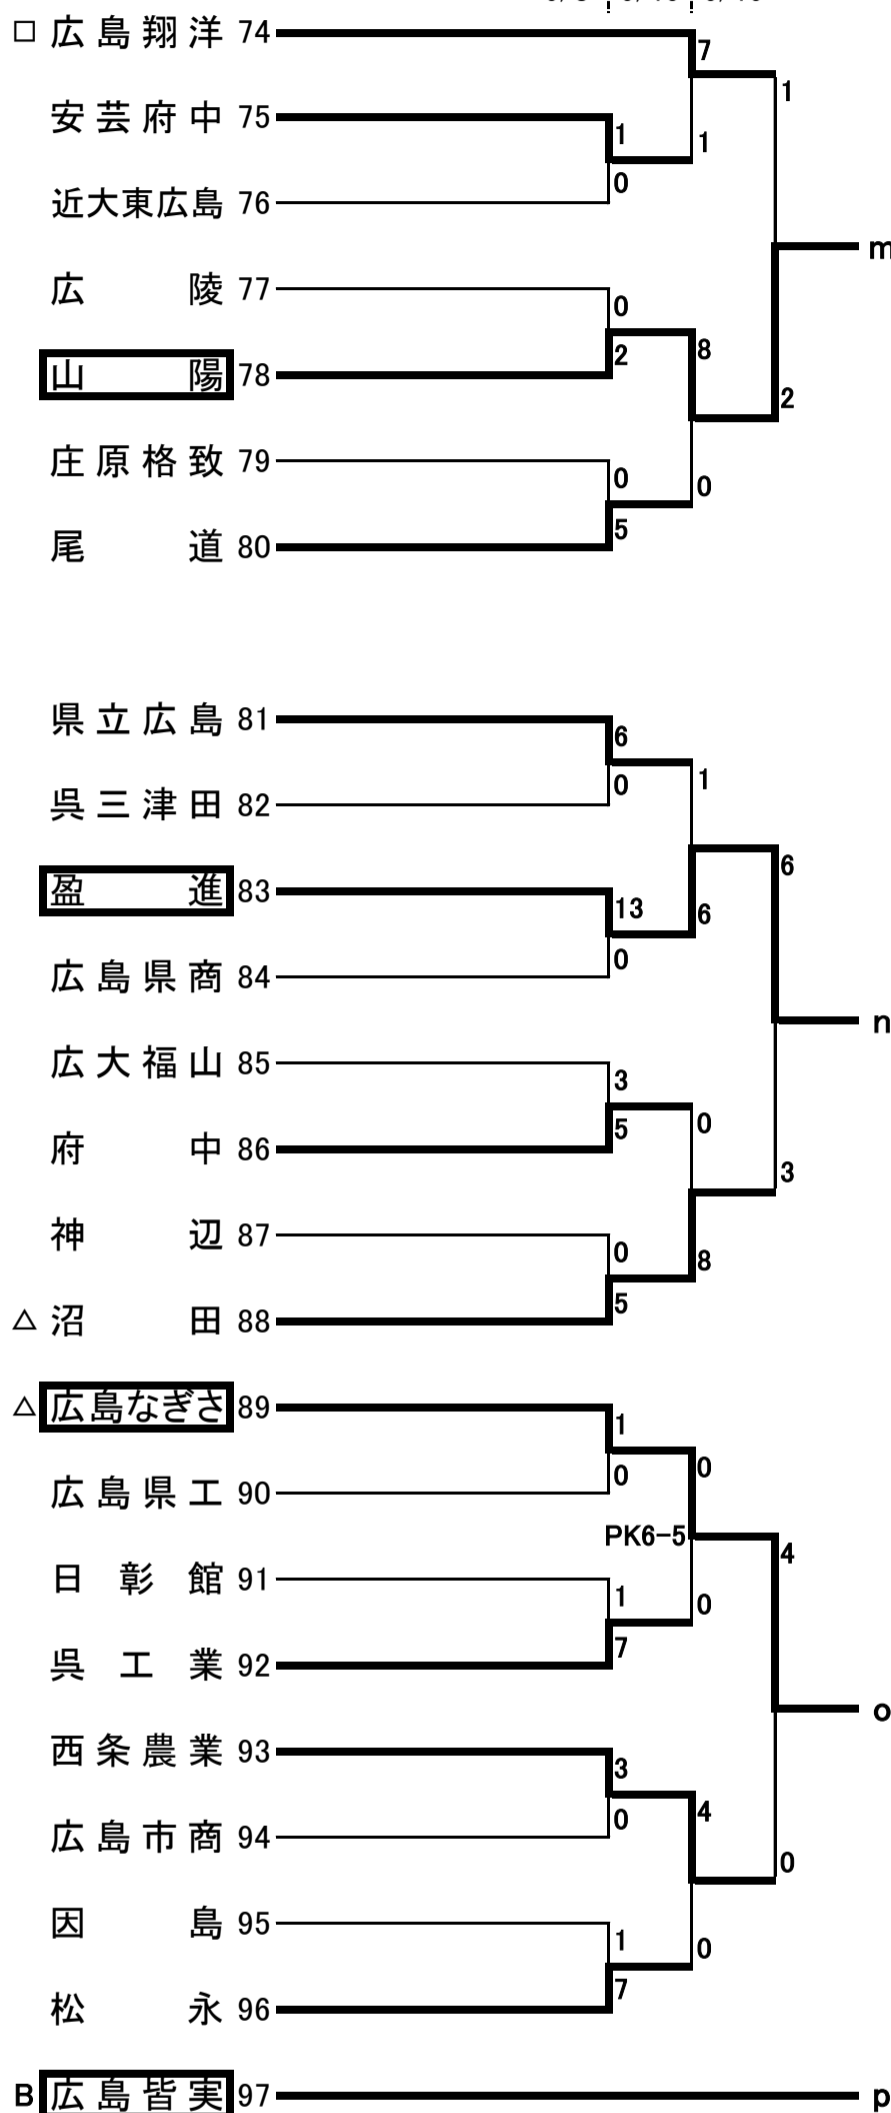 □ 広島翔洋 74
7
1
安芸府中 75
1
1
0
近大東広島 76
m
広陵 77
0
8
2
山陽 78
2
庄原格致 79
0
0
5
尾道 80
県立広島 81
6
1
0
呉三津田 82
6
盈進 83
13
6
0
広島県商 84
n
広大福山 85
3
0
5
府中 86
3
神辺 87
0
8
5
△ 沼田 88
△ 広島なぎさ 89
1
0
0
広島県工 90
PK6-5
4
日彰館 91
1
0
7
呉工業 92
o
西条農業 93
3
4
0
広島市商 94
0
因島 95
1
0
7
松永 96
B 広島皆実 97 p